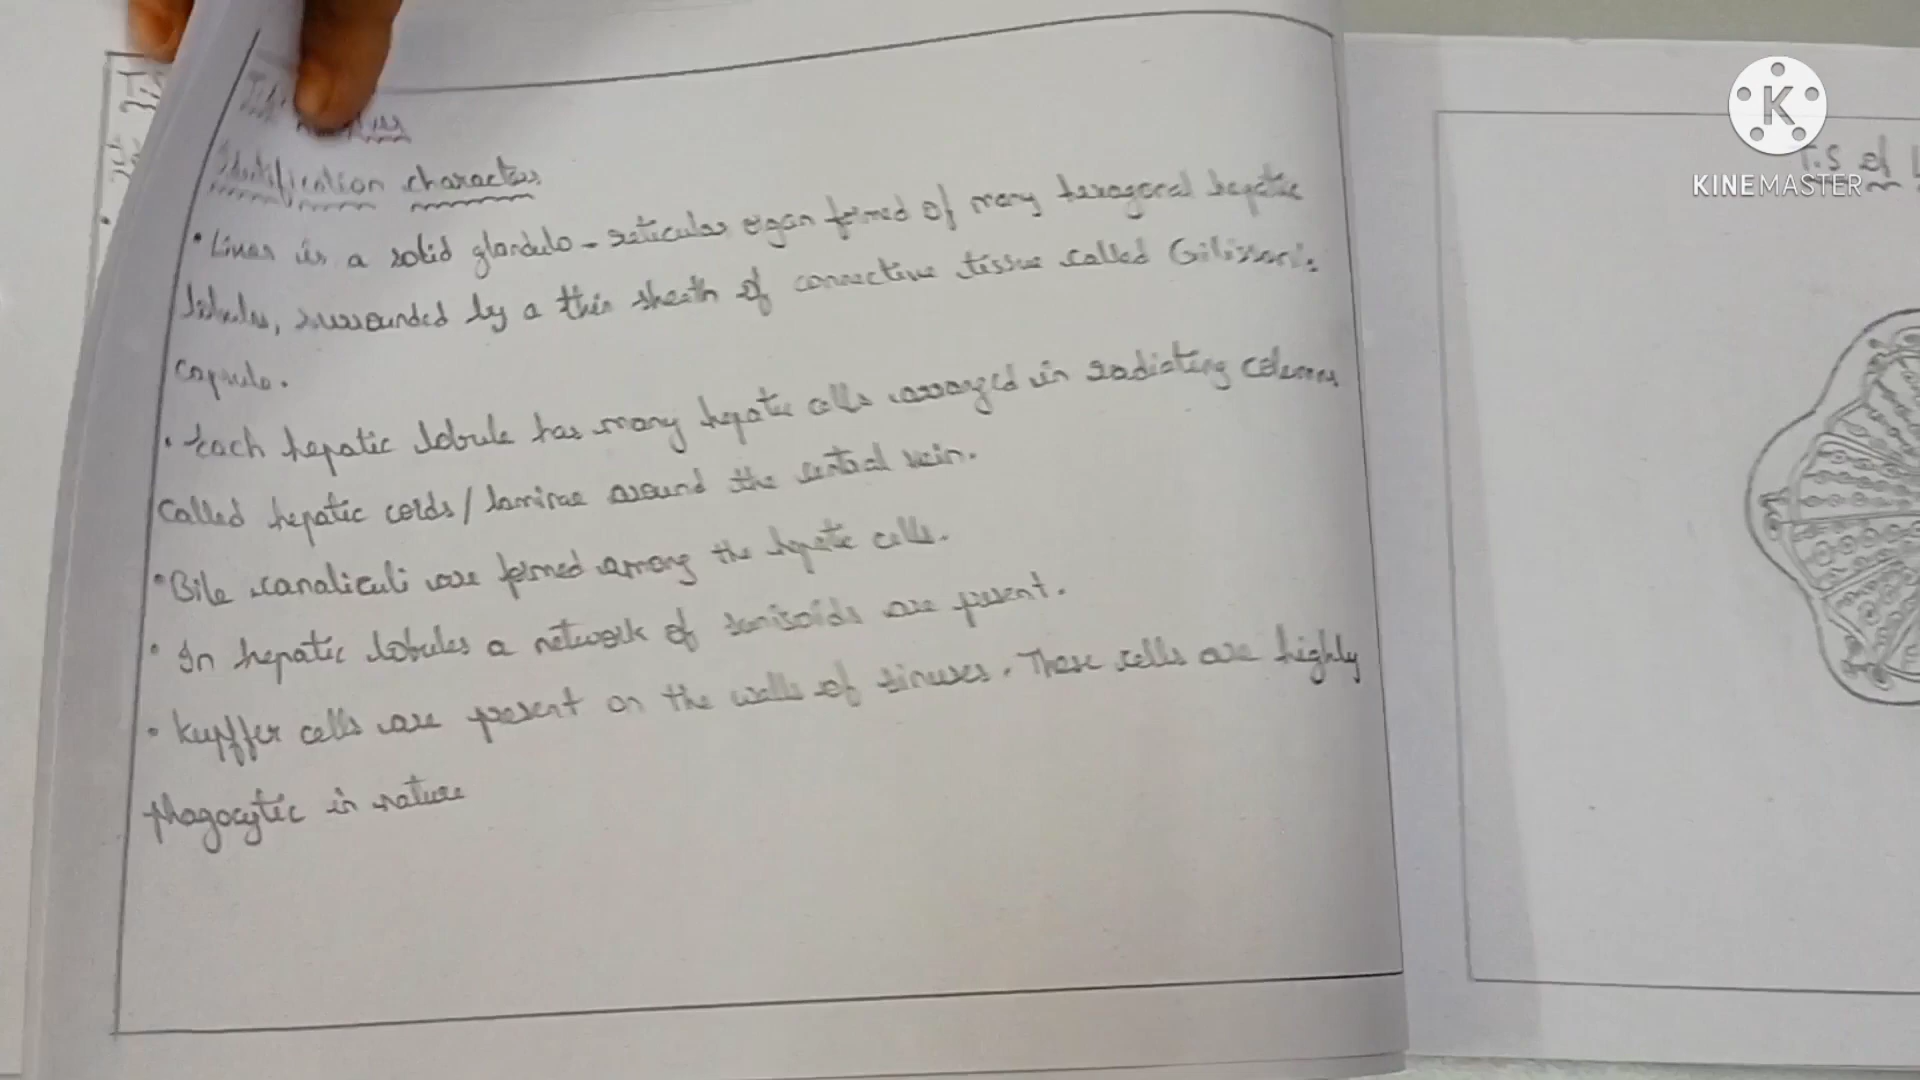 Identification characters
• Liver is a solid glandulo-reticular organ formed of many hexagonal hepatic
lobules, surrounded by a thin sheath of connective tissue called Gilisson's
capsule.
• Each hepatic lobule has many hepatic cells arranged in radiating columns
called hepatic cords/laminae around the central vein.
• Bile canaliculi are formed among the hepatic cells.
• In hepatic lobules a network of sunisoids are present.
• Kupffer cells are present on the walls of sinuses. These cells are highly
phagocytic in nature
T.S of
K
KINEMASTER